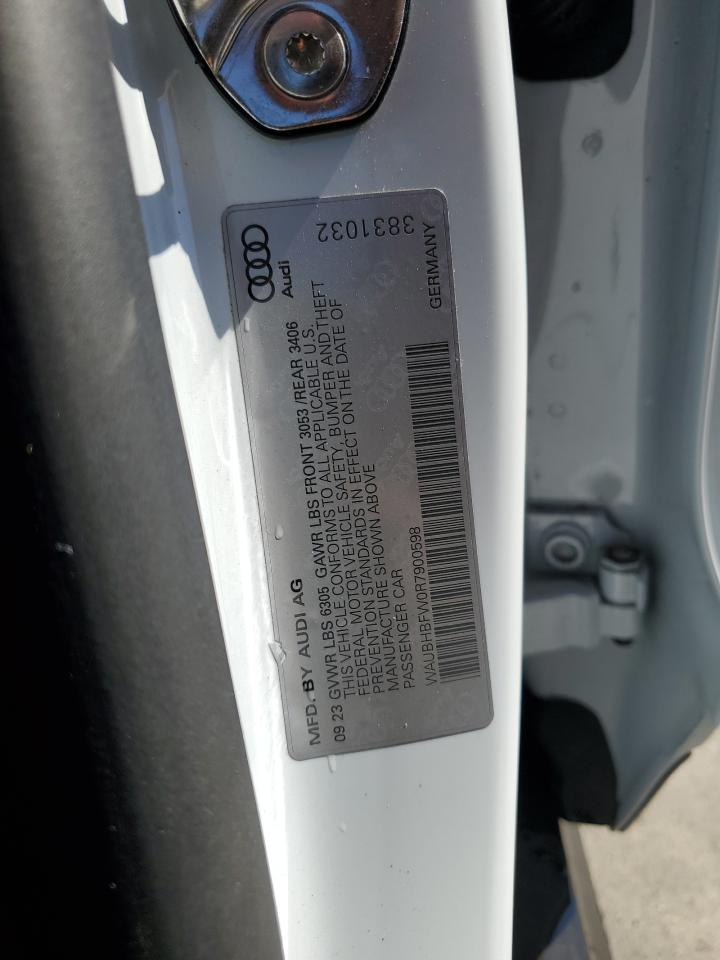 MFD. BY AUDI AG
Audi
09 23 GVWR LBS 6305 GAWR LBS FRONT 3053 /REAR 3406
THIS VEHICLE CONFORMS TO ALL APPLICABLE U.S.
FEDERAL MOTOR VEHICLE SAFETY, BUMPER AND THEFT
PREVENTION STANDARDS IN EFFECT ON THE DATE OF
MANUFACTURE SHOWN ABOVE
PASSENGER CAR
3831032
WAUBHBFW0R7900598
GERMANY